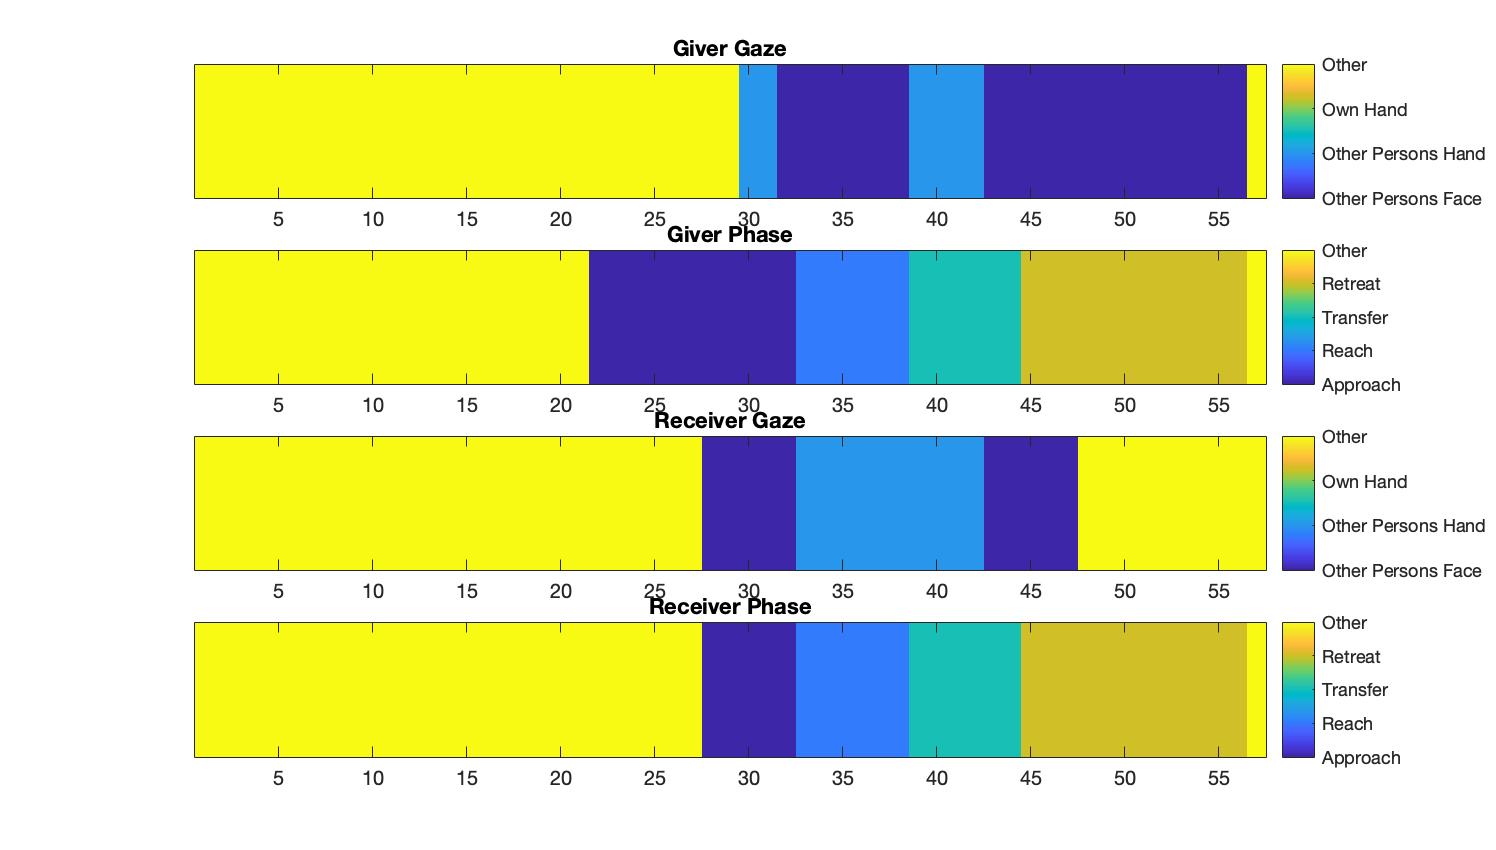 Giver Gaze
Other
Own Hand
Other Persons Hand
Other Persons Face
5 10 15 20 25 30 35 40 45 50 55
Giver Phase
Other
Retreat
Transfer
Reach
Approach
5 10 15 20 25 30 35 40 45 50 55
Receiver Gaze
Other
Own Hand
Other Persons Hand
Other Persons Face
5 10 15 20 25 30 35 40 45 50 55
Receiver Phase
Other
Retreat
Transfer
Reach
Approach
5 10 15 20 25 30 35 40 45 50 55